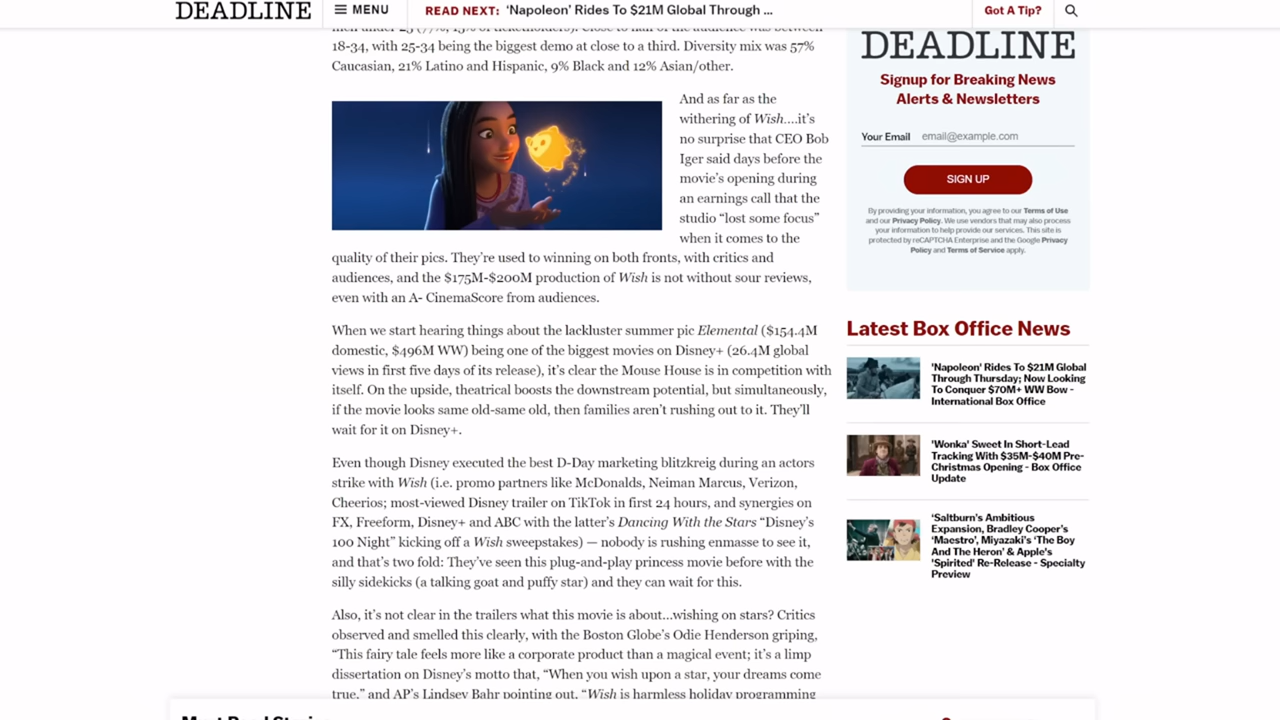 DEADLINE
MENU
READ NEXT: ‘Napoleon’ Rides To $21M Global Through ...
Got A Tip?
18-34, with 25-34 being the biggest demo at close to a third. Diversity mix was 57%
Caucasian, 21% Latino and Hispanic, 9% Black and 12% Asian/other.
And as far as the
withering of Wish....it’s
no surprise that CEO Bob
Iger said days before the
movie’s opening during
an earnings call that the
studio “lost some focus”
when it comes to the
quality of their pics. They’re used to winning on both fronts, with critics and
audiences, and the $175M-$200M production of Wish is not without sour reviews,
even with an A- CinemaScore from audiences.
When we start hearing things about the lackluster summer pic Elemental ($154.4M
domestic, $496M WW) being one of the biggest movies on Disney+ (26.4M global
views in first five days of its release), it’s clear the Mouse House is in competition with
itself. On the upside, theatrical boosts the downstream potential, but simultaneously,
if the movie looks same old-same old, then families aren’t rushing out to it. They’ll
wait for it on Disney+.
Even though Disney executed the best D-Day marketing blitzkreig during an actors
strike with Wish (i.e. promo partners like McDonalds, Neiman Marcus, Verizon,
Cheerios; most-viewed Disney trailer on TikTok in first 24 hours, and synergies on
FX, Freeform, Disney+ and ABC with the latter’s Dancing With the Stars “Disney’s
100 Night” kicking off a Wish sweepstakes) — nobody is rushing enmasse to see it,
and that’s two fold: They’ve seen this plug-and-play princess movie before with the
silly sidekicks (a talking goat and puffy star) and they can wait for this.
Also, it’s not clear in the trailers what this movie is about...wishing on stars? Critics
observed and smelled this clearly, with the Boston Globe’s Odie Henderson griping,
“This fairy tale feels more like a corporate product than a magical event; it’s a limp
dissertation on Disney’s motto that, “When you wish upon a star, your dreams come
true,” and AP’s Lindsey Bahr pointing out, “Wish is harmless holiday programming
DEADLINE
Signup for Breaking News
Alerts & Newsletters
Your Email email@example.com
SIGN UP
By providing your information, you agree to our Terms of Use
and our Privacy Policy. We use vendors that may also process
your information to help provide our services. This site is
protected by reCAPTCHA Enterprise and the Google Privacy
Policy and Terms of Service apply.
Latest Box Office News
'Napoleon' Rides To $21M Global
Through Thursday; Now Looking
To Conquer $70M+ WW Bow -
International Box Office
'Wonka' Sweet In Short-Lead
Tracking With $35M-$40M Pre-
Christmas Opening - Box Office
Update
‘Saltburn’s Ambitious
Expansion, Bradley Cooper’s
‘Maestro’, Miyazaki’s ‘The Boy
And The Heron’ & Apple's
'Spirited' Re-Release - Specialty
Preview